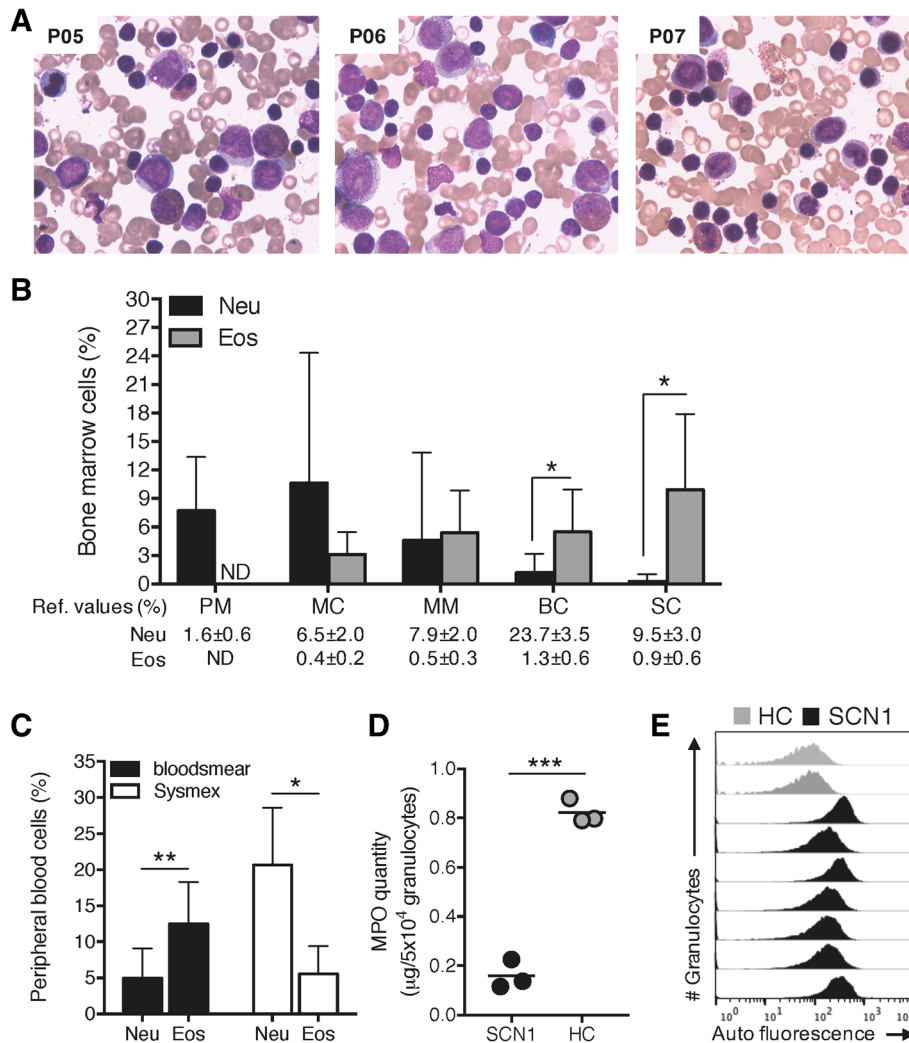 A
P05
P06
P07
B
Bone marrow cells (%)
30
27
24
21
18
15
12
9
6
3
0
Neu
Eos
ND
*
*
Ref. values (%) PM MC MM BC SC
Neu 1.6±0.6 6.5±2.0 7.9±2.0 23.7±3.5 9.5±3.0
Eos ND 0.4±0.2 0.5±0.3 1.3±0.6 0.9±0.6
C
Peripheral blood cells (%)
35
30
25
20
15
10
5
0
bloodsmear
Sysmex
**
*
Neu Eos Neu Eos
D
MPO quantity
(µg/5x10⁴ granulocytes)
1.0
0.8
0.6
0.4
0.2
0.0
***
SCN1 HC
E
HC SCN1
# Granulocytes
10⁰ 10¹ 10² 10³
Auto fluorescence